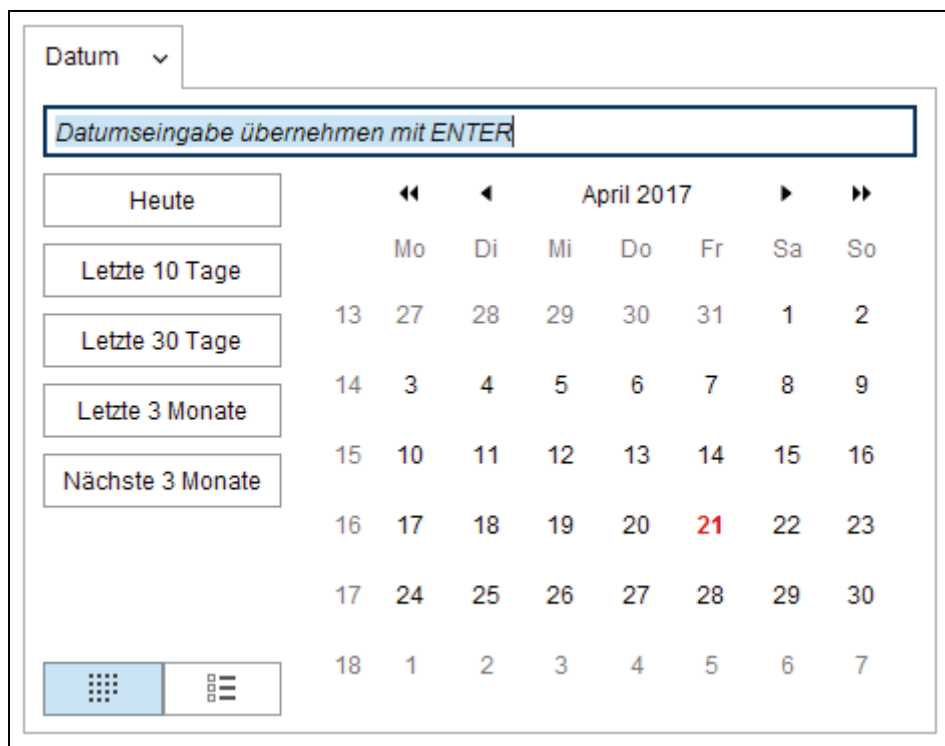 Datum
Datumseingabe übernehmen mit ENTER
Heute
Letzte 10 Tage
Letzte 30 Tage
Letzte 3 Monate
Nächste 3 Monate
April 2017
Mo Di Mi Do Fr Sa So
13 27 28 29 30 31 1 2
14 3 4 5 6 7 8 9
15 10 11 12 13 14 15 16
16 17 18 19 20 21 22 23
17 24 25 26 27 28 29 30
18 1 2 3 4 5 6 7